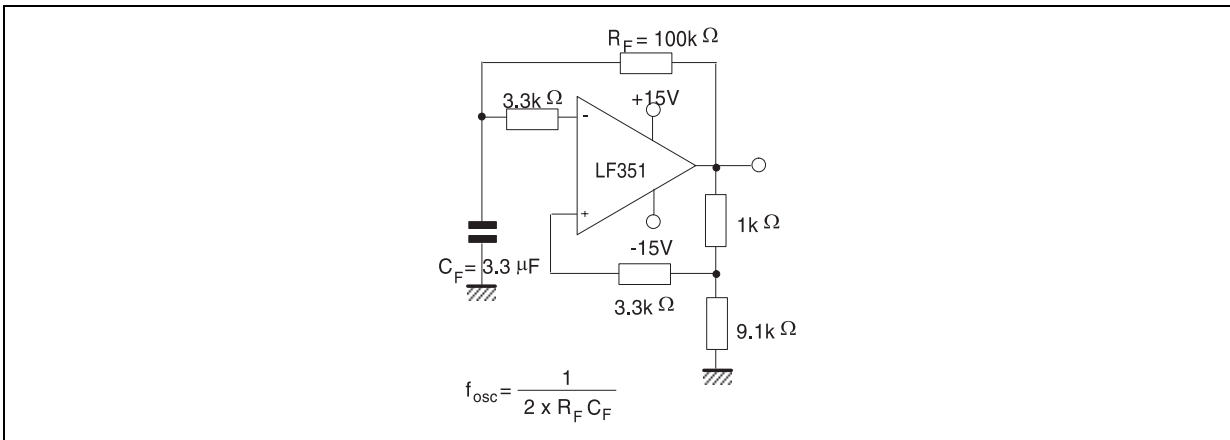 R_F = 100k Ω
3.3k Ω
+15V
-
LF351
+
-15V
1k Ω
C_F = 3.3 µF
3.3k Ω
9.1k Ω
f_osc = 1 / (2 x R_F C_F)